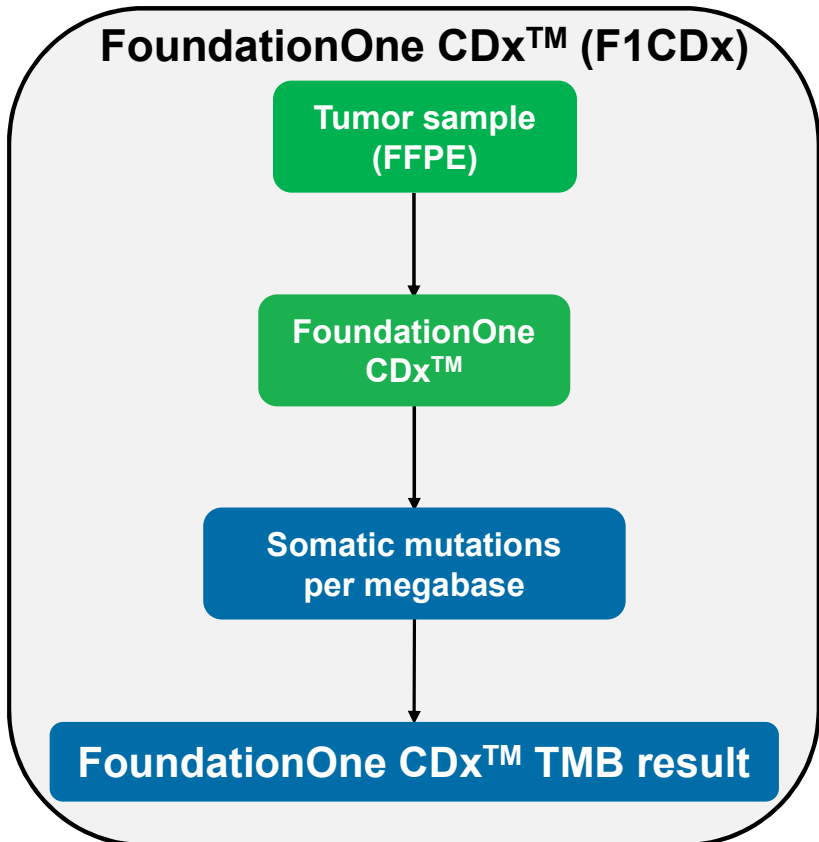 FoundationOne CDx™ (F1CDx)
Tumor sample
(FFPE)
FoundationOne
CDx™
Somatic mutations
per megabase
FoundationOne CDx™ TMB result